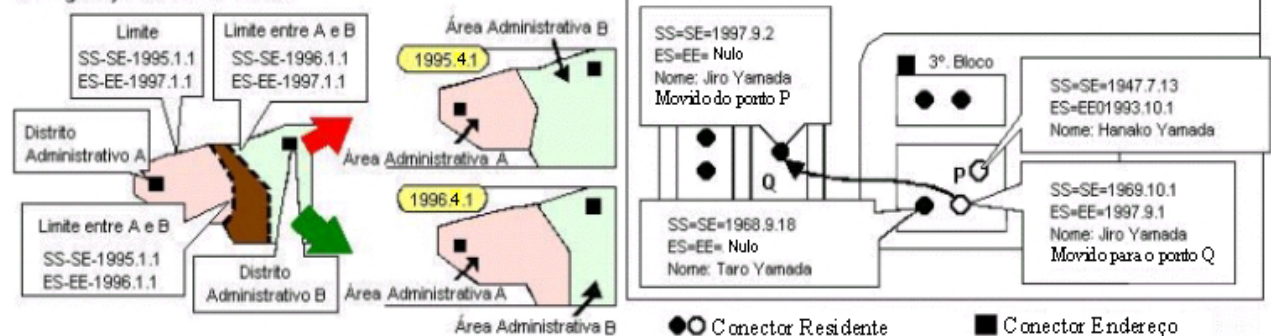 Limite
SS-SE-1995.1.1
ES-EE-1997.1.1
Limite entre A e B
SS-SE-1996.1.1
ES-EE-1997.1.1
Distrito
Administrativo A
Limite entre A e B
SS-SE-1995.1.1
ES-EE-1996.1.1
Distrito
Administrativo B
Área Administrativa B
1995.4.1
Área Administrativa A
1996.4.1
Área Administrativa A
Área Administrativa B
SS=SE=1997.9.2
ES=EE= Nulo
Nome: Jiro Yamada
Movido do ponto P
3º. Bloco
SS=SE=1947.7.13
ES=EE01993.10.1
Nome: Hanako Yamada
P
Q
SS=SE=1968.9.18
ES=EE= Nulo
Nome: Taro Yamada
SS=SE=1969.10.1
ES=EE=1997.9.1
Nome: Jiro Yamada
Movido para o ponto Q
Conector Residente
Conector Endereço